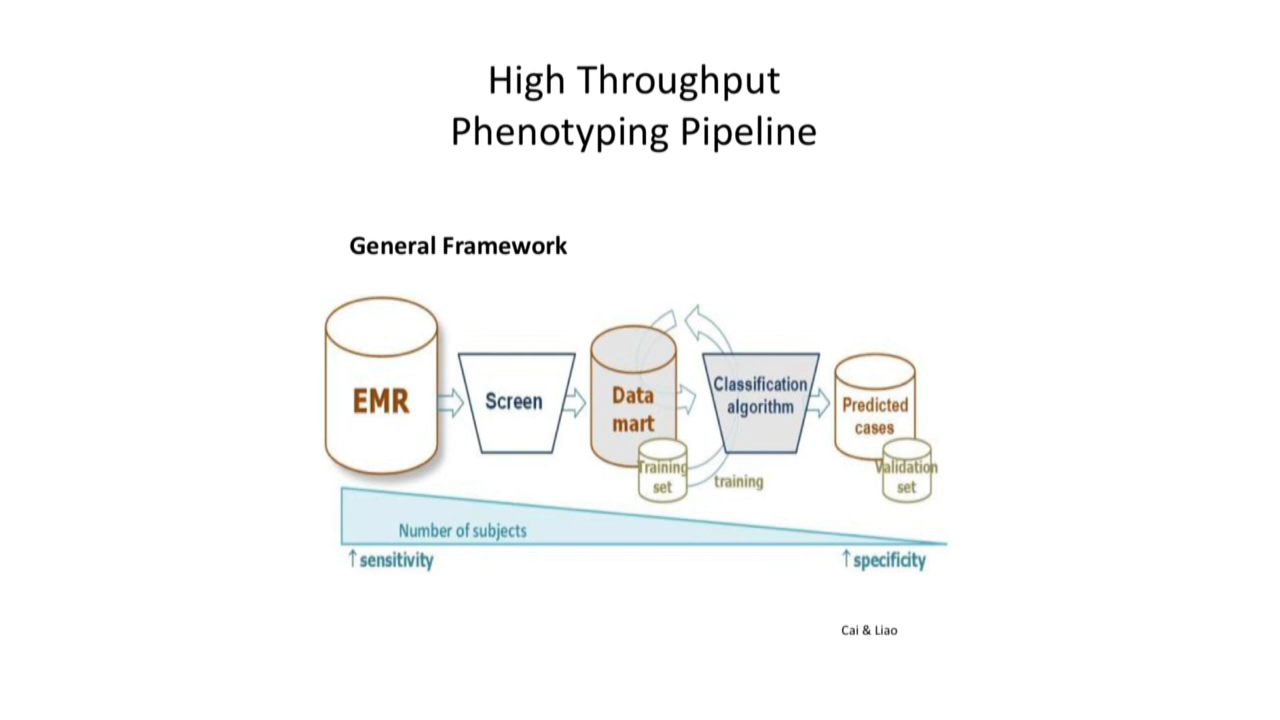 High Throughput
Phenotyping Pipeline
General Framework
EMR
Screen
Data
mart
Training
set
training
Classification
algorithm
Predicted
cases
Validation
set
Number of subjects
↑ sensitivity
↑ specificity
Cai & Liao